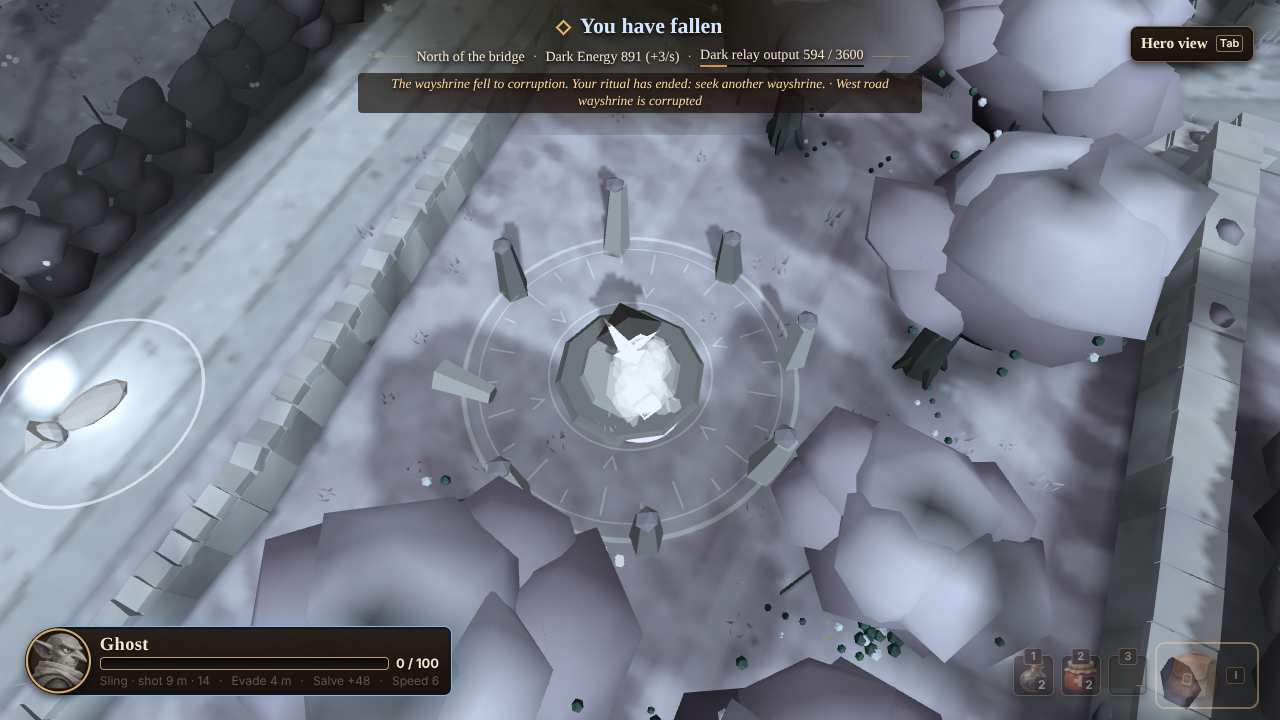 You have fallen
North of the bridge · Dark Energy 891 (+3/s) · Dark relay output 594 / 3600
The wayshrine fell to corruption. Your ritual has ended: seek another wayshrine. · West road
wayshrine is corrupted
Hero view Tab
Ghost
0 / 100
Sling · shot 9 m · 14 · Evade 4 m · Salve +48 · Speed 6
1 2 3
2 2
I